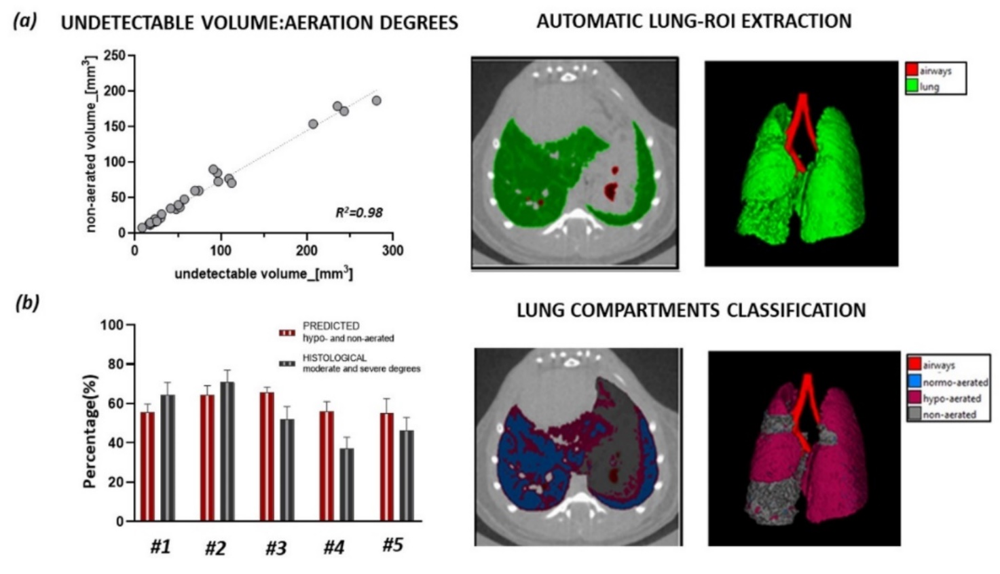 (a) UNDETECTABLE VOLUME:AERATION DEGREES
AUTOMATIC LUNG-ROI EXTRACTION
non-aerated volume_[mm³]
250
200
150
100
50
0
R²=0.98
0 100 200 300
undetectable volume_[mm³]
airways
lung
(b)
LUNG COMPARTMENTS CLASSIFICATION
Percentage(%)
100
80
60
40
20
0
PREDICTED
hypo- and non-aerated
HISTOLOGICAL
moderate and severe degrees
#1 #2 #3 #4 #5
airways
normo-aerated
hypo-aerated
non-aerated